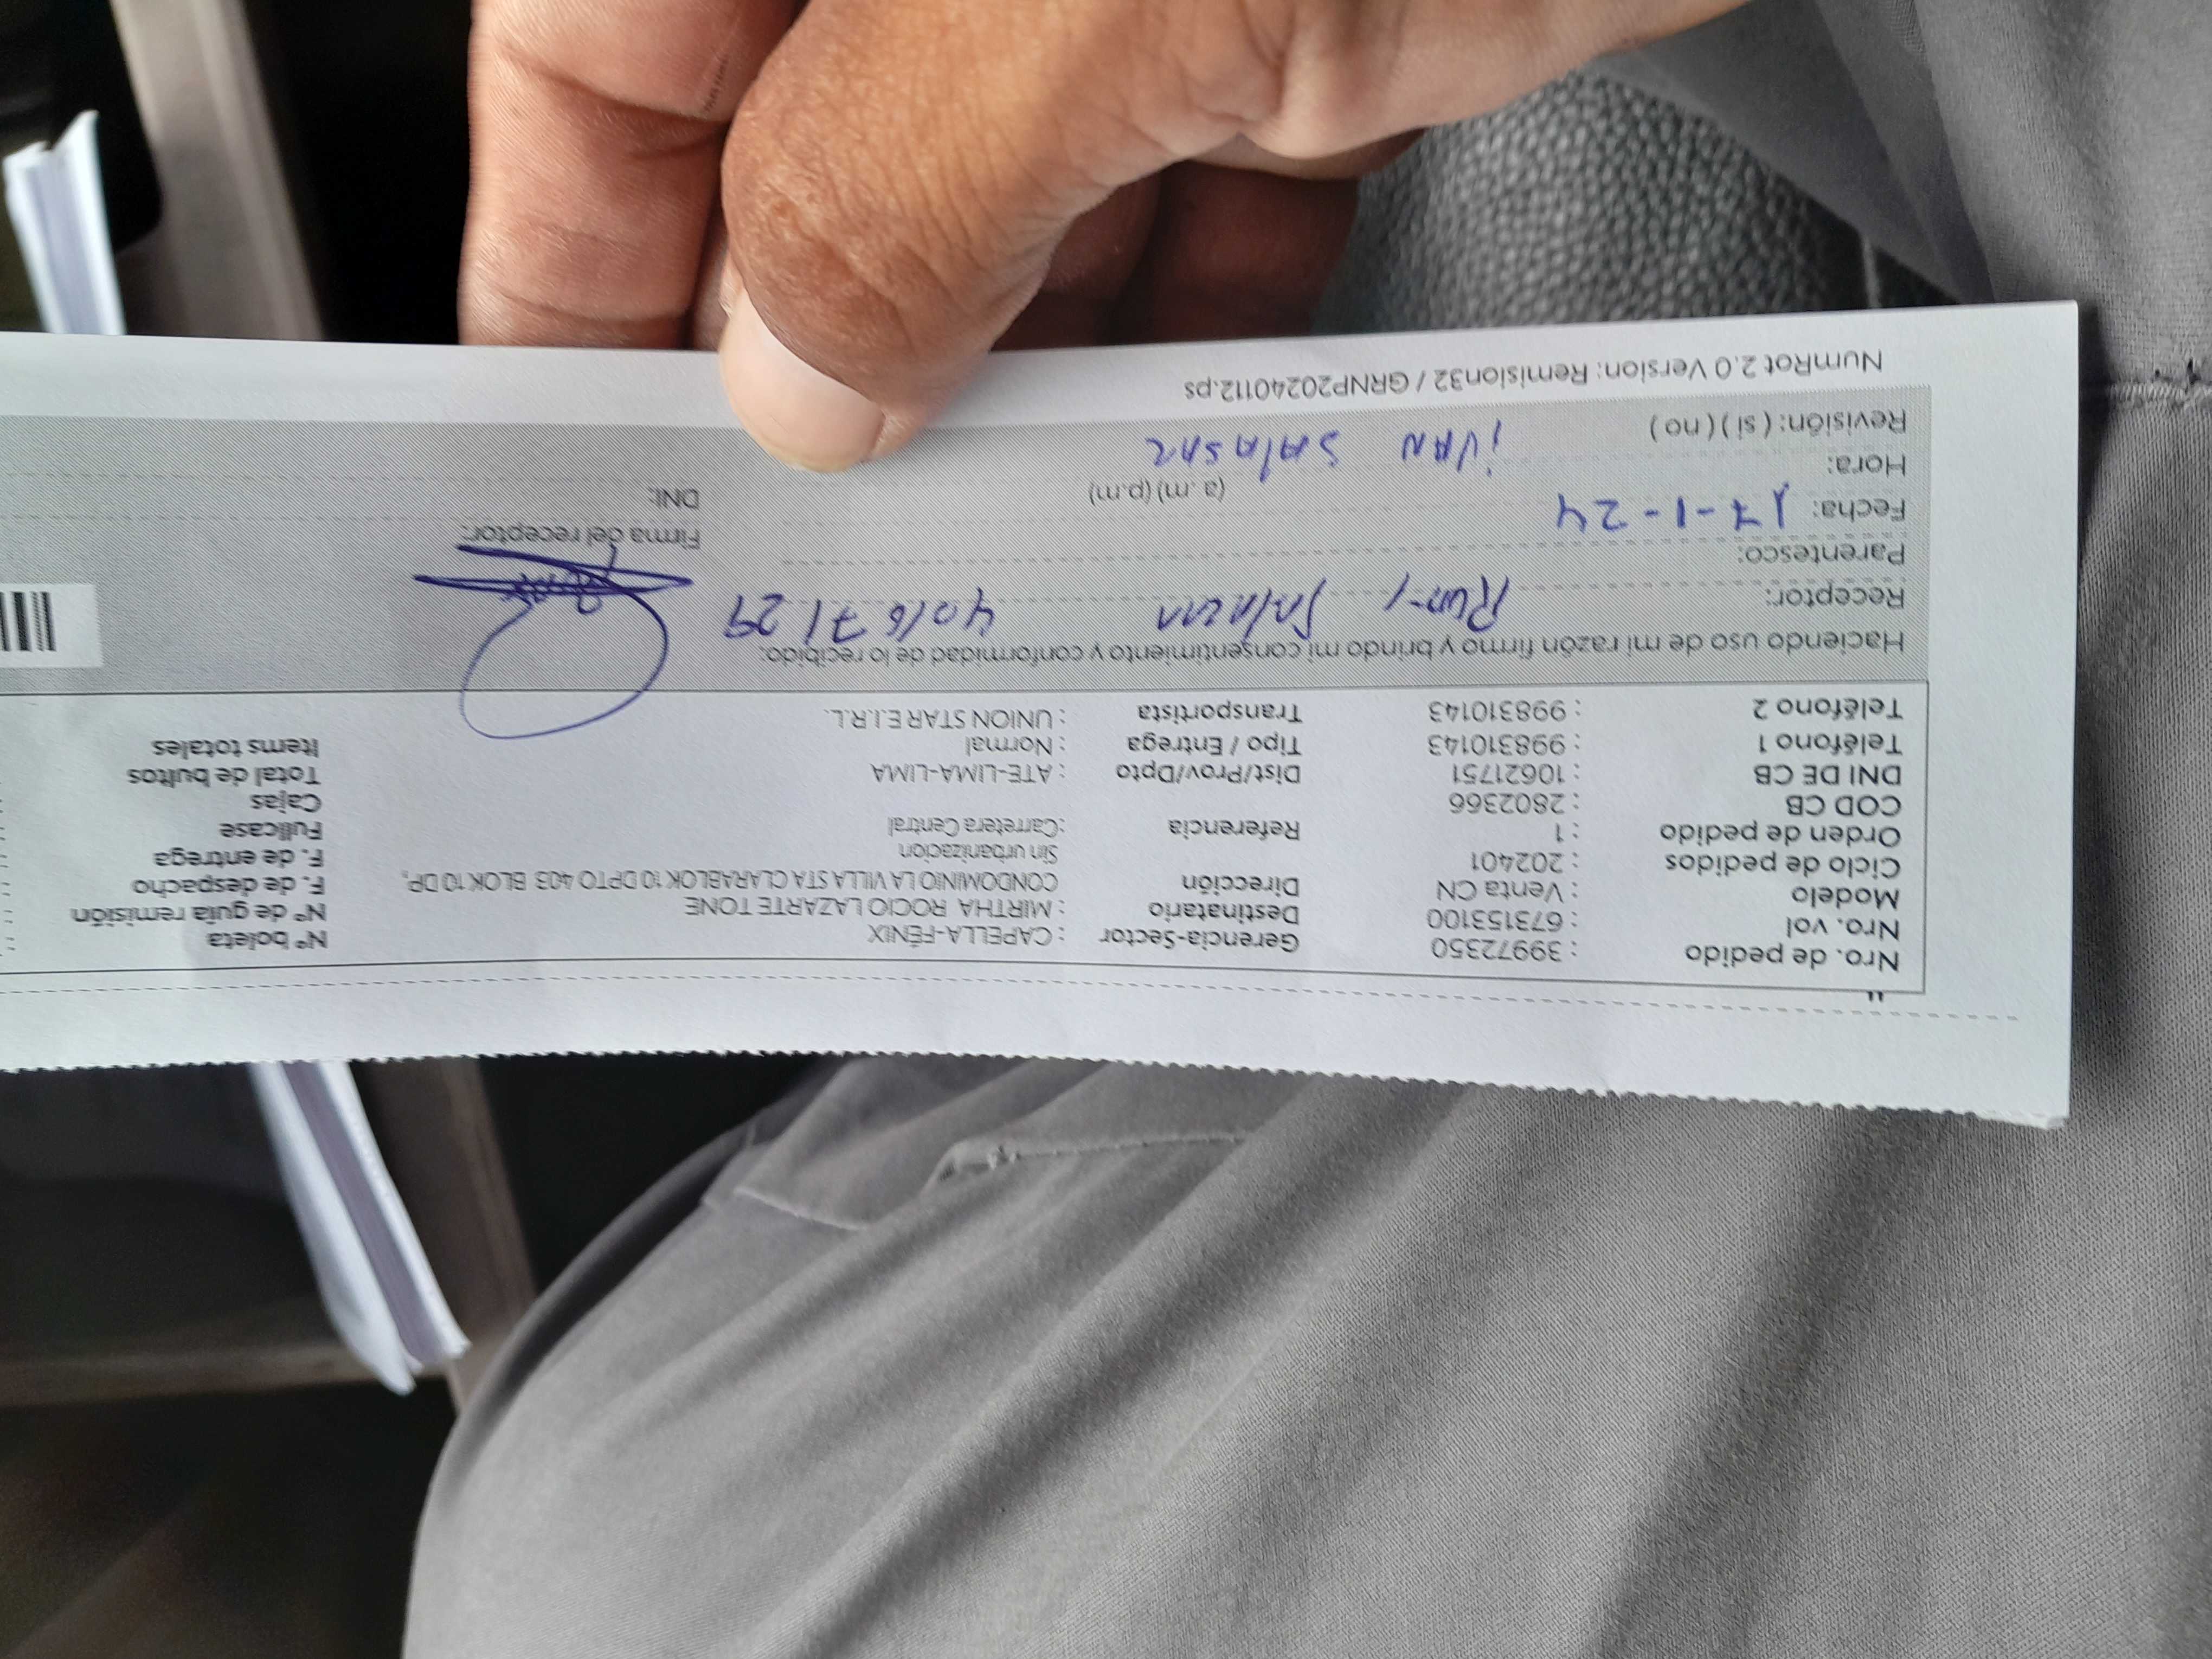 Nro. de pedido : 39972350 Gerencia-Sector : CAPELLA-FÉNIX Nº boleta :
Nro. vol : 673153100 Destinatario : MIRTHA ROCIO LAZARTE TONE Nº de guía remisión :
Modelo : Venta CN Dirección CONDOMINIO LA VILLA STA CLARABLOK 10 DPTO 403 BLOK 10 DP, F. de despacho :
Ciclo de pedidos : 202401 Sin urbanizacion F. de entrega :
Orden de pedido : 1 Referencia :Carretera Central Fullcase :
COD CB : 2802366 Cajas :
DNI DE CB : 10621751 Dist/Prov/Dpto : ATE-LIMA-LIMA Total de bultos
Teléfono 1 : 998310143 Tipo / Entrega : Normal Items totales
Teléfono 2 : 998310143 Transportista : UNION STAR E.I.R.L.
Haciendo uso de mi razón firmo y brindo mi consentimiento y conformidad de lo recibido:
Receptor: 40167129
Parentesco: Firma del receptor:
Fecha: 17-1-24 DNI:
Hora: (a.m) (p.m)
Revisión: ( si ) ( no ) iVAN SAlASAR
NumRot 2.0 Version: Remision32 / GRNP20240112.ps